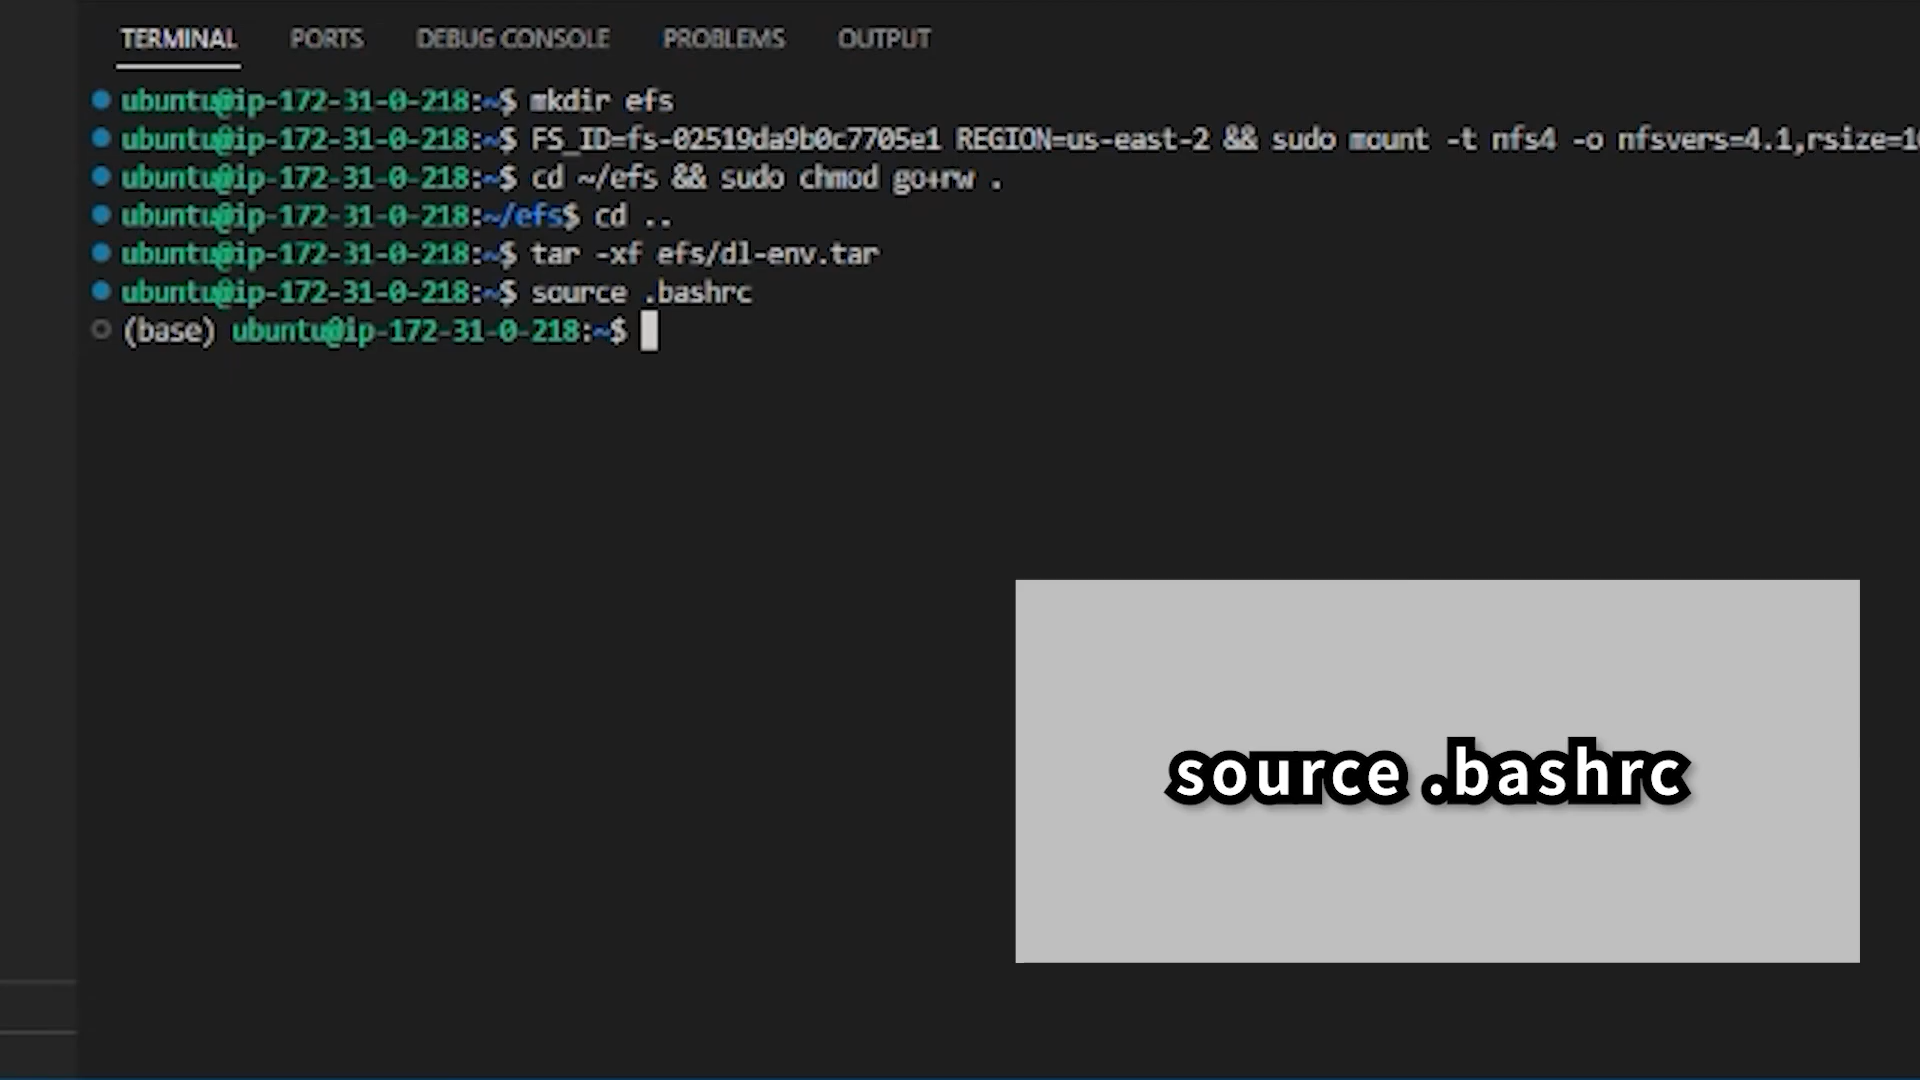 TERMINAL PORTS DEBUG CONSOLE PROBLEMS OUTPUT
ubuntu@ip-172-31-0-218:~$ mkdir efs
ubuntu@ip-172-31-0-218:~$ FS_ID=fs-02519da9b0c7705e1 REGION=us-east-2 && sudo mount -t nfs4 -o nfsvers=4.1,rsize=10
ubuntu@ip-172-31-0-218:~$ cd ~/efs && sudo chmod go+rw .
ubuntu@ip-172-31-0-218:~/efs$ cd ..
ubuntu@ip-172-31-0-218:~$ tar -xf efs/dl-env.tar
ubuntu@ip-172-31-0-218:~$ source .bashrc
(base) ubuntu@ip-172-31-0-218:~$
source .bashrc